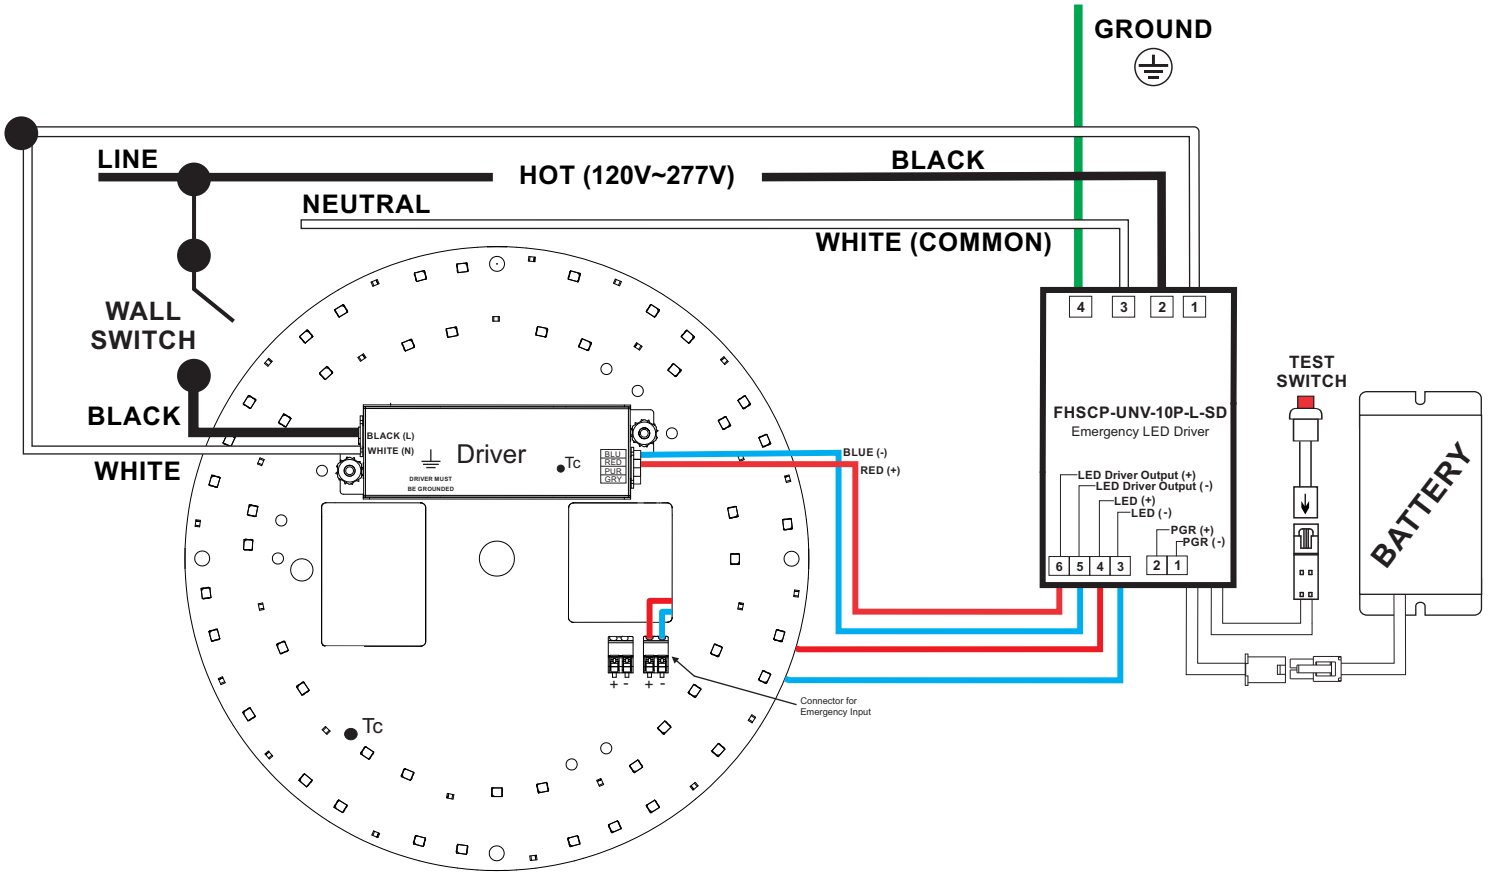 GROUND
LINE
HOT (120V~277V)
BLACK
NEUTRAL
WHITE (COMMON)
WALL
SWITCH
BLACK
WHITE
BLACK (L)
WHITE (N)
DRIVER MUST
BE GROUNDED
Driver
Tc
BLU
RED
PUR
GRY
BLUE (-)
RED (+)
4 3 2 1
FHSCP-UNV-10P-L-SD
Emergency LED Driver
LED Driver Output (+)
LED Driver Output (-)
LED (+)
LED (-)
PGR (+)
PGR (-)
6 5 4 3 2 1
TEST
SWITCH
BATTERY
+ - + -
Connector for
Emergency Input
Tc